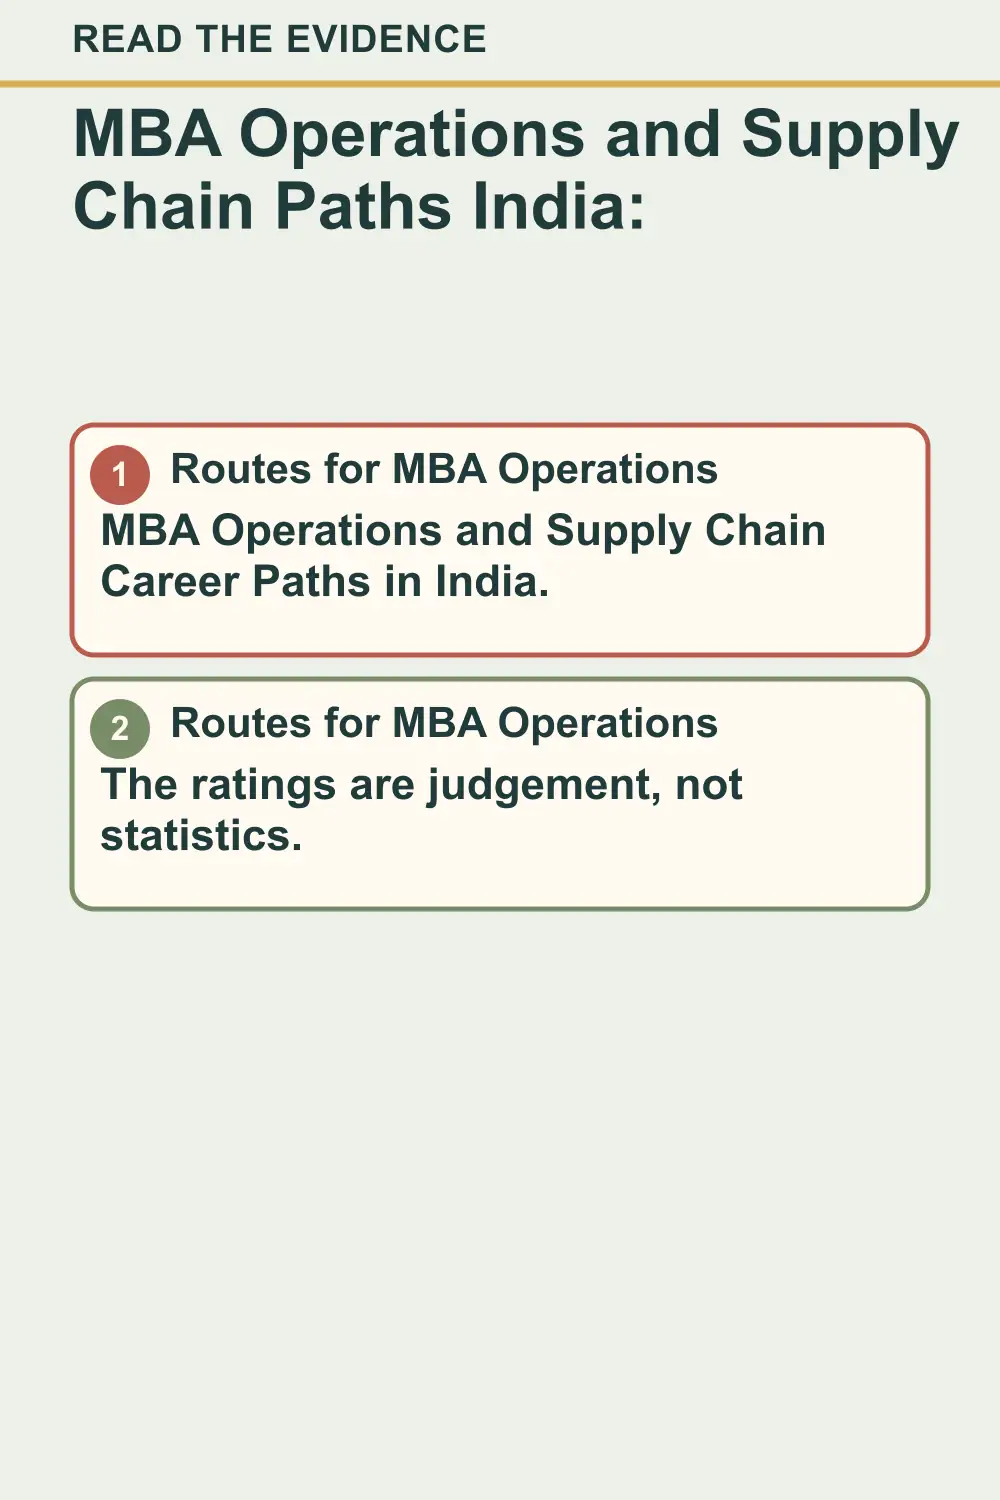 READ THE EVIDENCE
MBA Operations and Supply
Chain Paths India:
1 Routes for MBA Operations
MBA Operations and Supply Chain
Career Paths in India.
2 Routes for MBA Operations
The ratings are judgement, not
statistics.